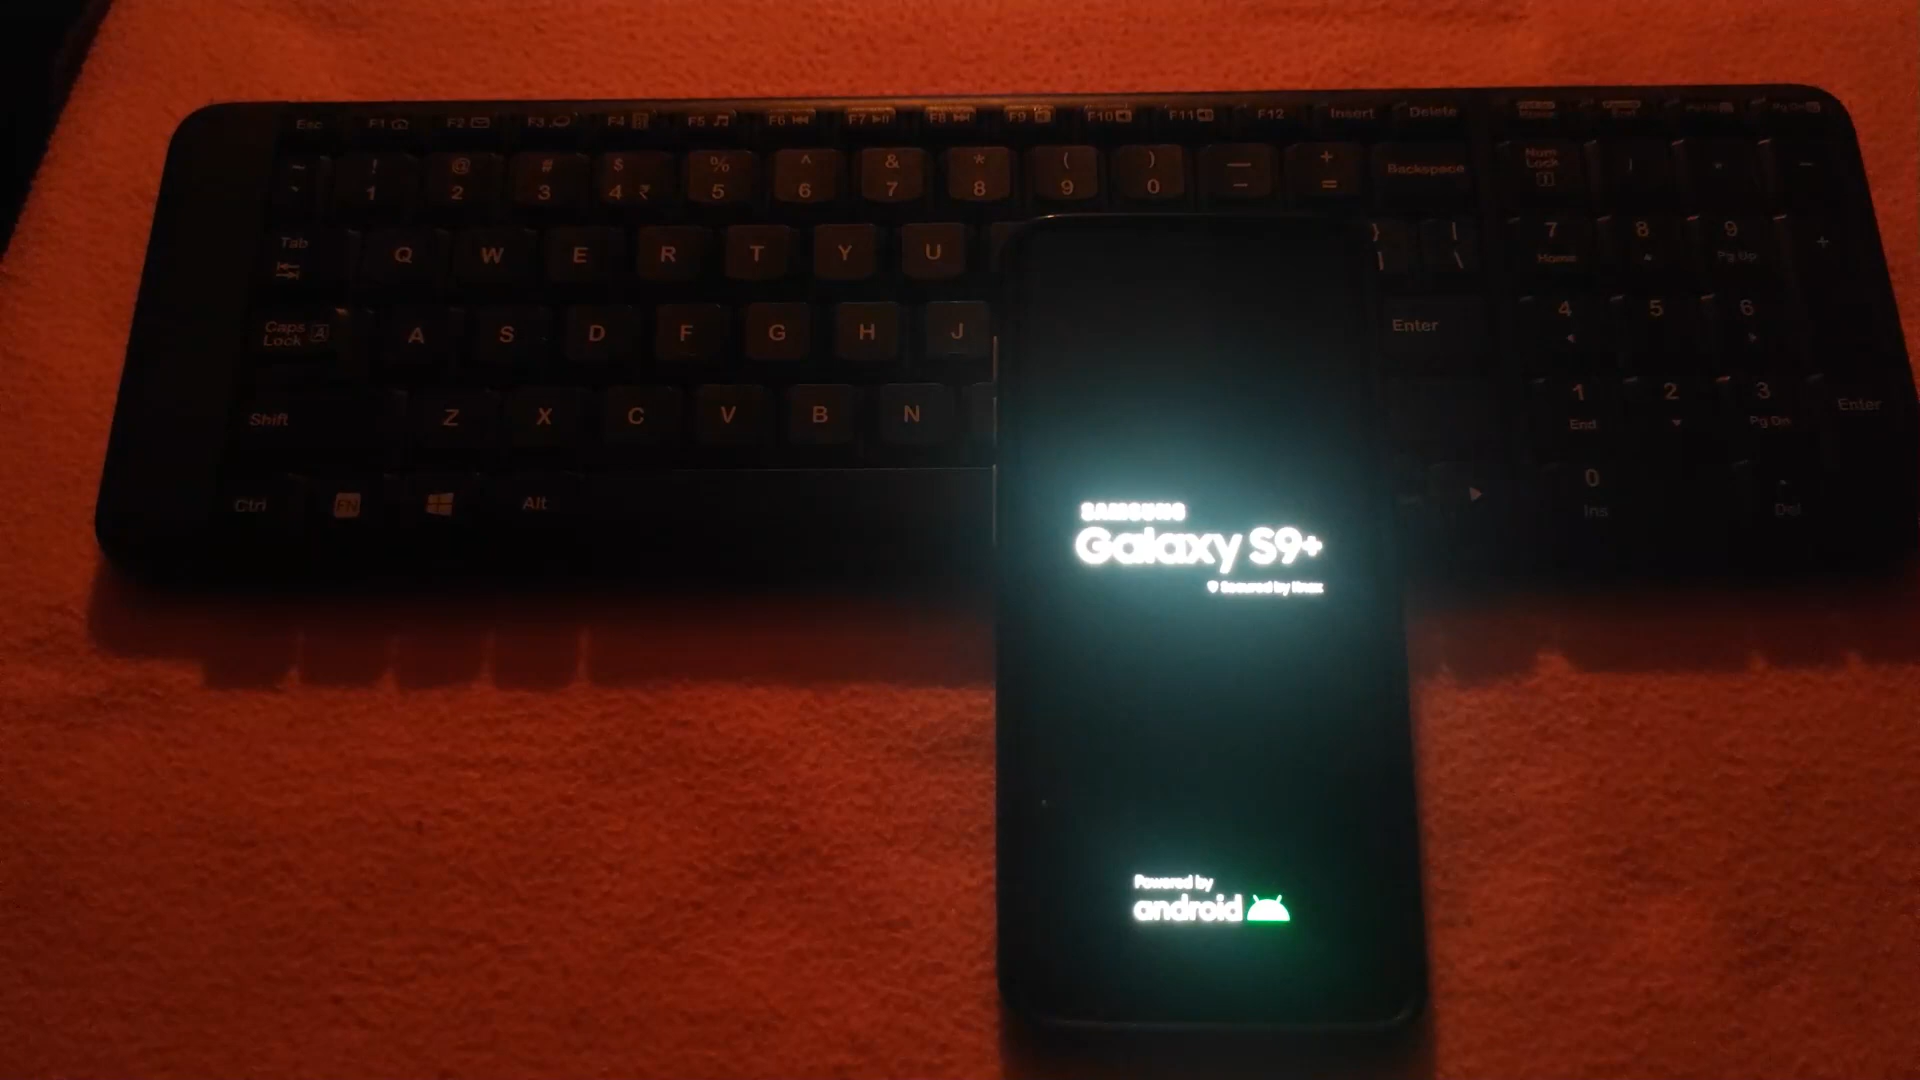 Esc F1 F2 F3 F4 F5 F6 F7 F8 F9 F10 F11 F12 Insert Delete
~ ! @ # $ % ^ & * ( ) — +
` 1 2 3 4 ₹ 5 6 7 8 9 0 - = Backspace Num Lock / * -
Tab Q W E R T Y U } | \ 7 Home 8 9 Pg Up +
Caps Lock A S D F G H J Enter 4 5 6
Shift Z X C V B N 1 End 2 3 Pg Dn Enter
Ctrl FN Alt 0 Ins . Del
SAMSUNG
Galaxy S9+
Secured by Knox
Powered by
android